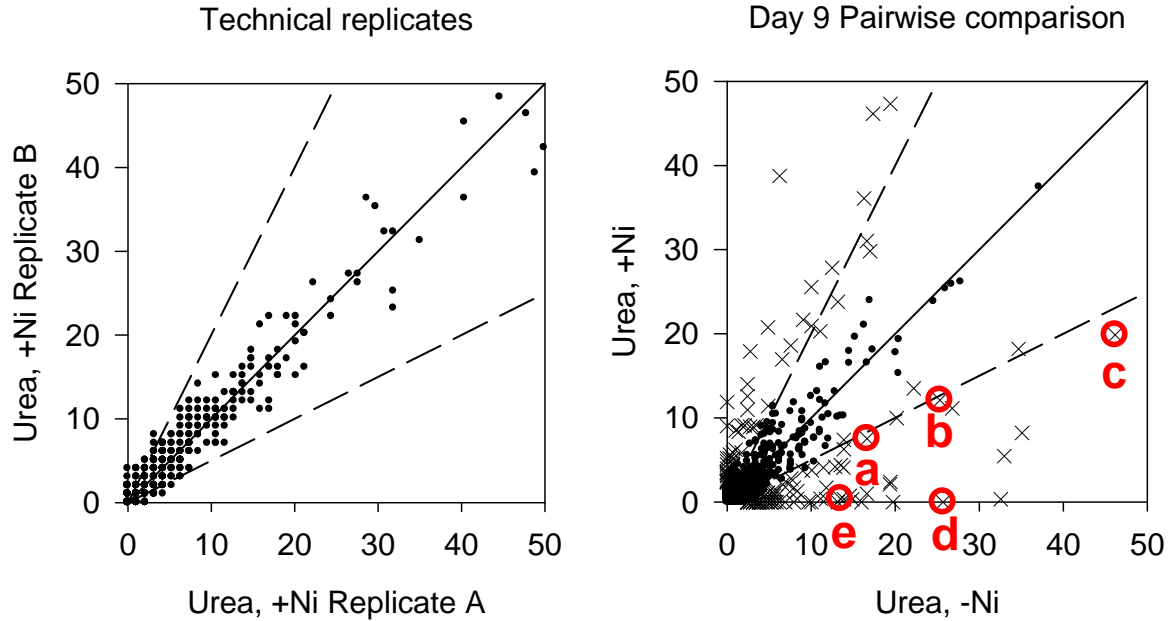 Technical replicates
50
40
30
20
10
0
0 10 20 30 40 50
Urea, +Ni Replicate B
Urea, +Ni Replicate A
Day 9 Pairwise comparison
50
40
30
20
10
0
0 10 20 30 40 50
Urea, +Ni
Urea, -Ni
c
b
a
e
d